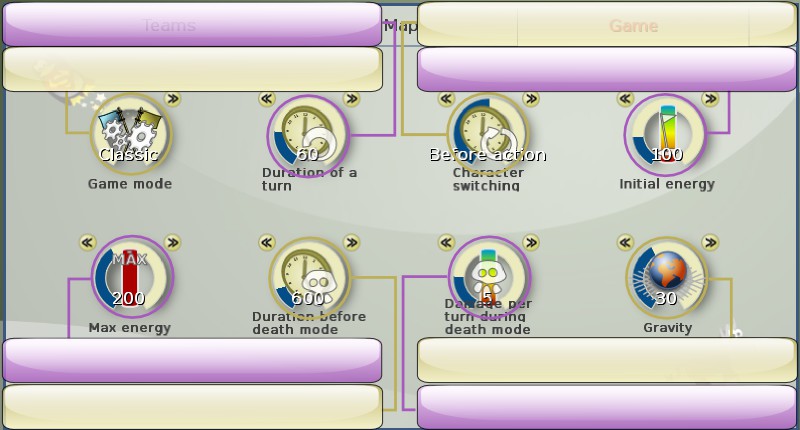 Teams
Map
Game
Classic
Game mode
60
Duration of a
turn
Before action
Character
switching
100
Initial energy
MAX
200
Max energy
600
Duration before
death mode
5
Damage per
turn during
death mode
30
Gravity